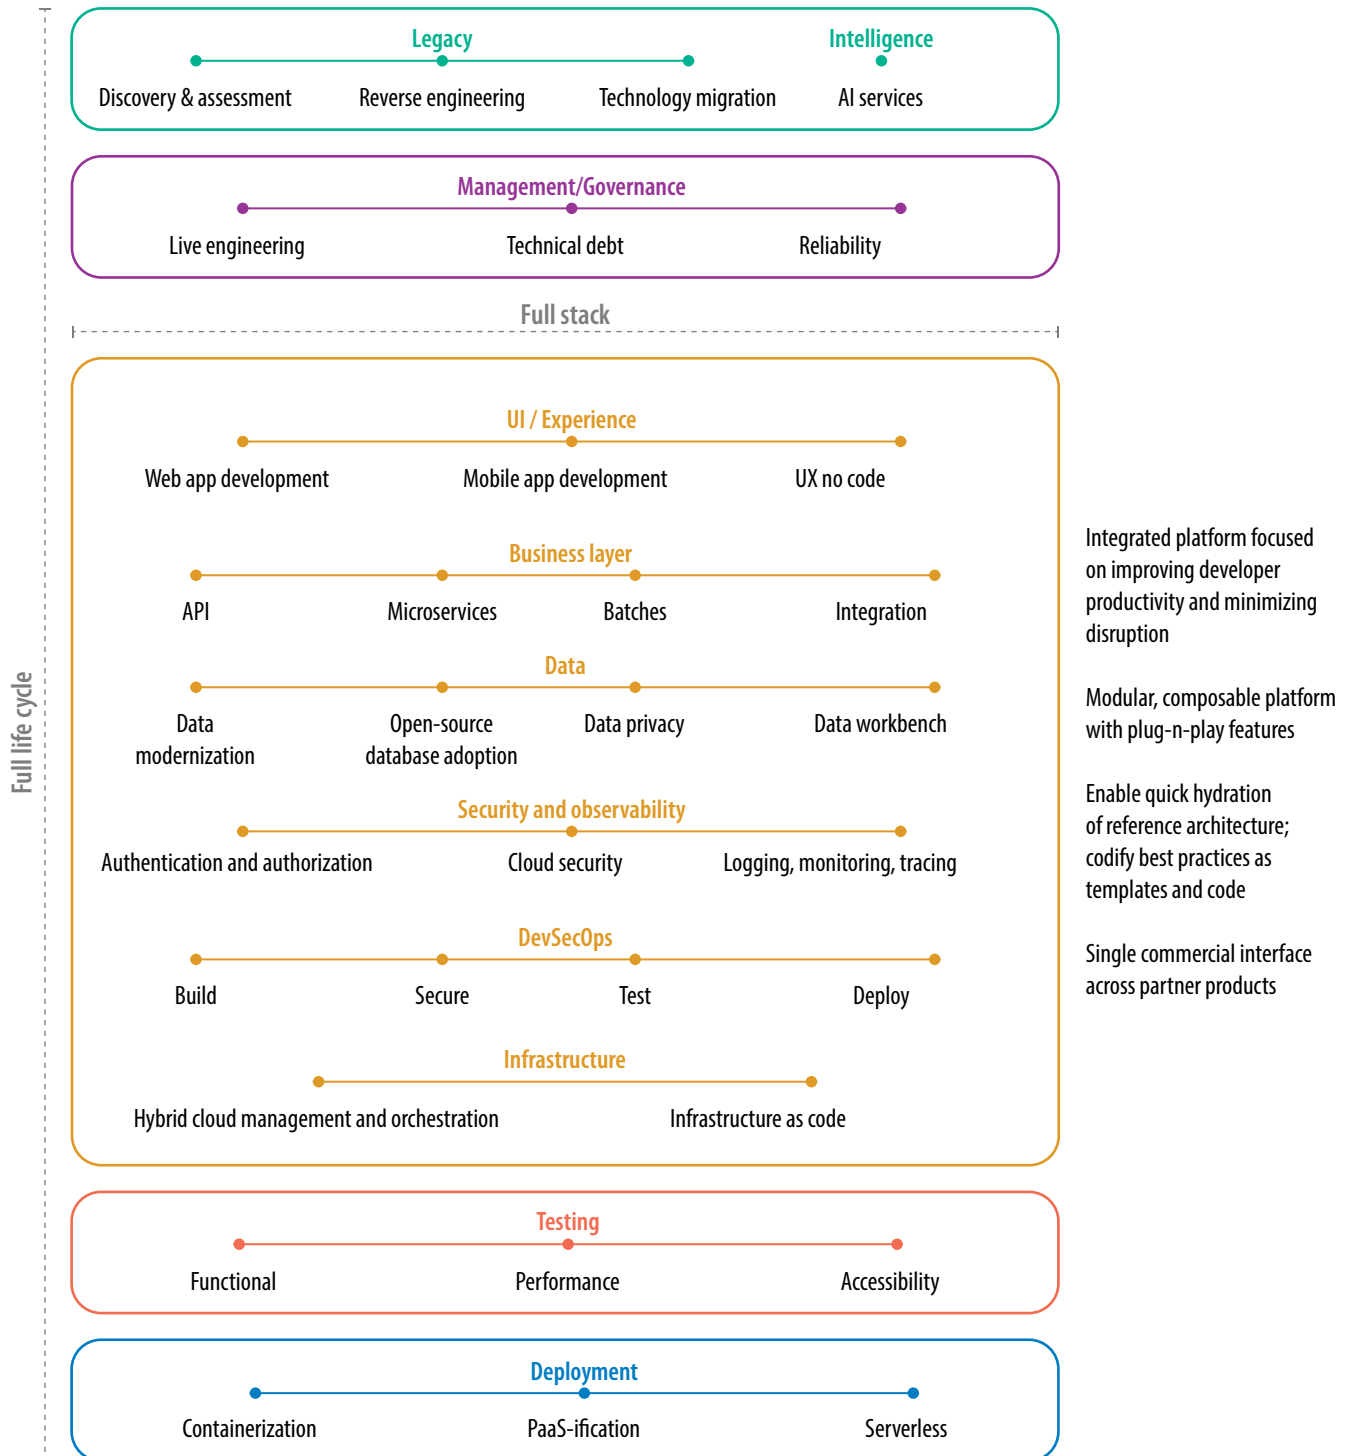 Legacy
Intelligence
Discovery & assessment
Reverse engineering
Technology migration
AI services
Management/Governance
Live engineering
Technical debt
Reliability
Full stack
Full life cycle
UI / Experience
Web app development
Mobile app development
UX no code
Business layer
API
Microservices
Batches
Integration
Data
Data
modernization
Open-source
database adoption
Data privacy
Data workbench
Security and observability
Authentication and authorization
Cloud security
Logging, monitoring, tracing
DevSecOps
Build
Secure
Test
Deploy
Infrastructure
Hybrid cloud management and orchestration
Infrastructure as code
Integrated platform focused
on improving developer
productivity and minimizing
disruption
Modular, composable platform
with plug-n-play features
Enable quick hydration
of reference architecture;
codify best practices as
templates and code
Single commercial interface
across partner products
Testing
Functional
Performance
Accessibility
Deployment
Containerization
PaaS-ification
Serverless